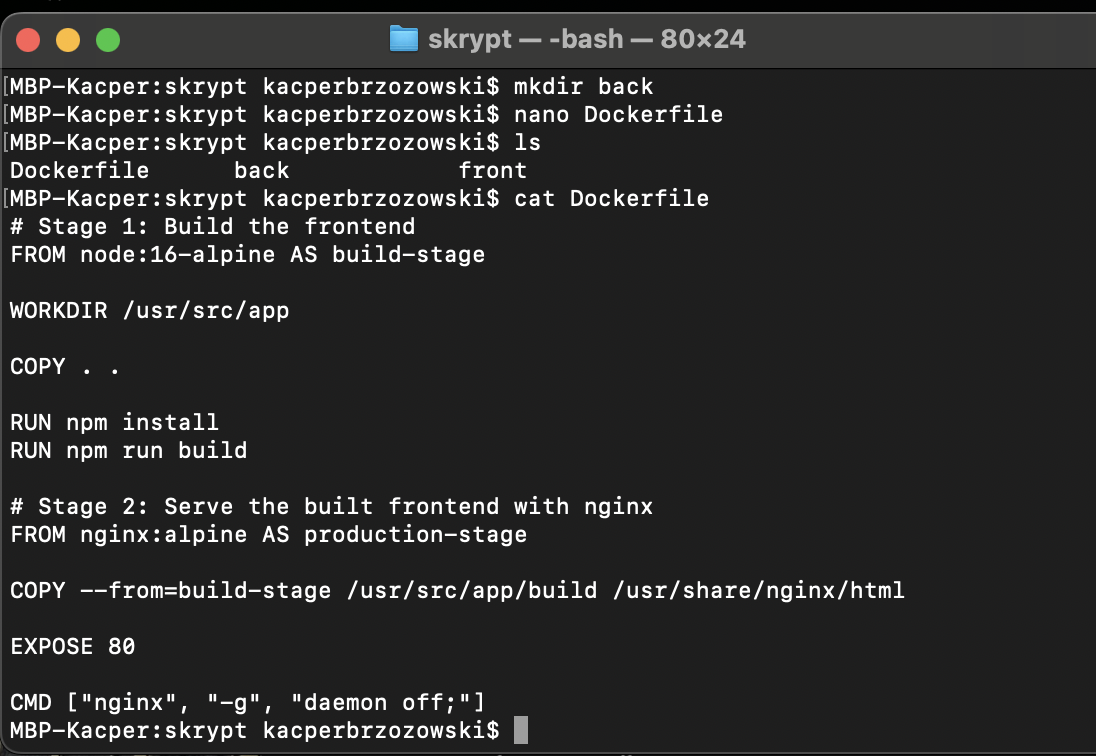 skrypt — -bash — 80×24
[MBP-Kacper:skrypt kacperbrzozowski$ mkdir back
[MBP-Kacper:skrypt kacperbrzozowski$ nano Dockerfile
[MBP-Kacper:skrypt kacperbrzozowski$ ls
Dockerfile      back            front
[MBP-Kacper:skrypt kacperbrzozowski$ cat Dockerfile
# Stage 1: Build the frontend
FROM node:16-alpine AS build-stage
WORKDIR /usr/src/app
COPY . .
RUN npm install
RUN npm run build
# Stage 2: Serve the built frontend with nginx
FROM nginx:alpine AS production-stage
COPY --from=build-stage /usr/src/app/build /usr/share/nginx/html
EXPOSE 80
CMD ["nginx", "-g", "daemon off;"]
MBP-Kacper:skrypt kacperbrzozowski$